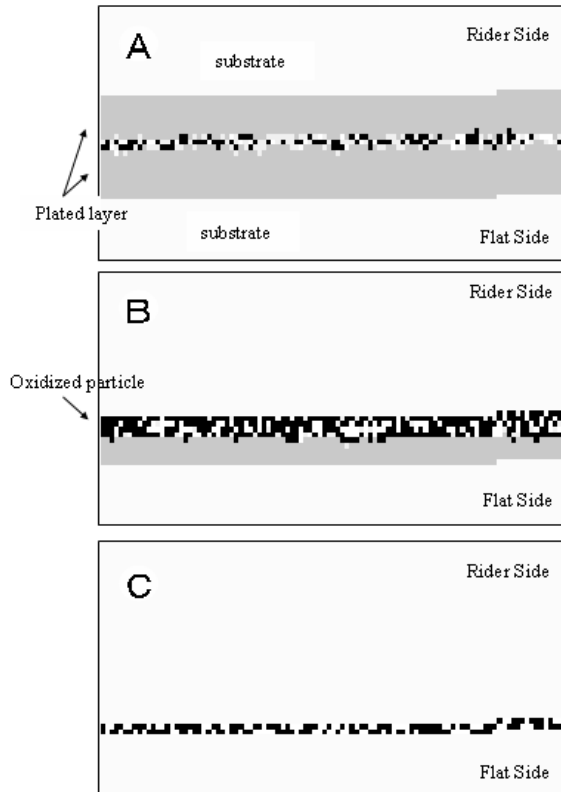 A
Rider Side
substrate
Plated layer
substrate
Flat Side
B
Rider Side
Oxidized particle
Flat Side
C
Rider Side
Flat Side